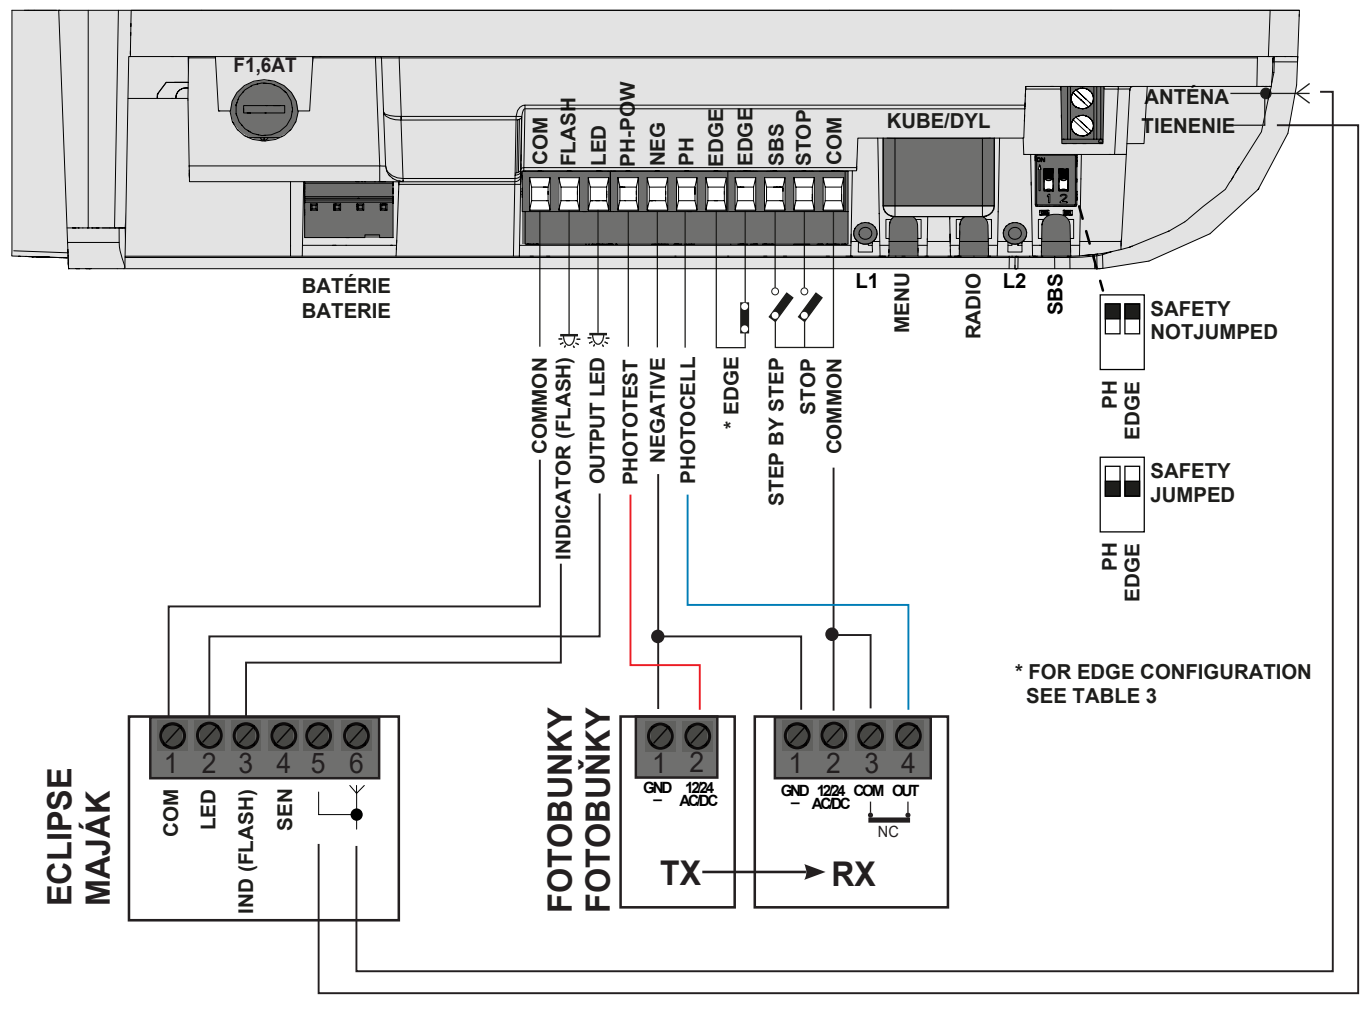 F1,6AT
COM
FLASH
LED
PH-POW
NEG
PH
EDGE
EDGE
SBS
STOP
COM
KUBE/DYL
ANTÉNA
TIENENIE
ON
1 2
BATÉRIE
BATERIE
L1
MENU
RADIO
L2
SBS
SAFETY
NOTJUMPED
PH
EDGE
SAFETY
JUMPED
PH
EDGE
COMMON
INDICATOR (FLASH)
OUTPUT LED
PHOTOTEST
NEGATIVE
PHOTOCELL
* EDGE
STEP BY STEP
STOP
COMMON
* FOR EDGE CONFIGURATION
SEE TABLE 3
ECLIPSE
MAJÁK
1 2 3 4 5 6
COM
LED
IND (FLASH)
SEN
FOTOBUNKY
FOTOBUŇKY
1 2
GND
–
12/24
AC/DC
TX
1 2 3 4
GND
–
12/24
AC/DC
COM
OUT
NC
RX